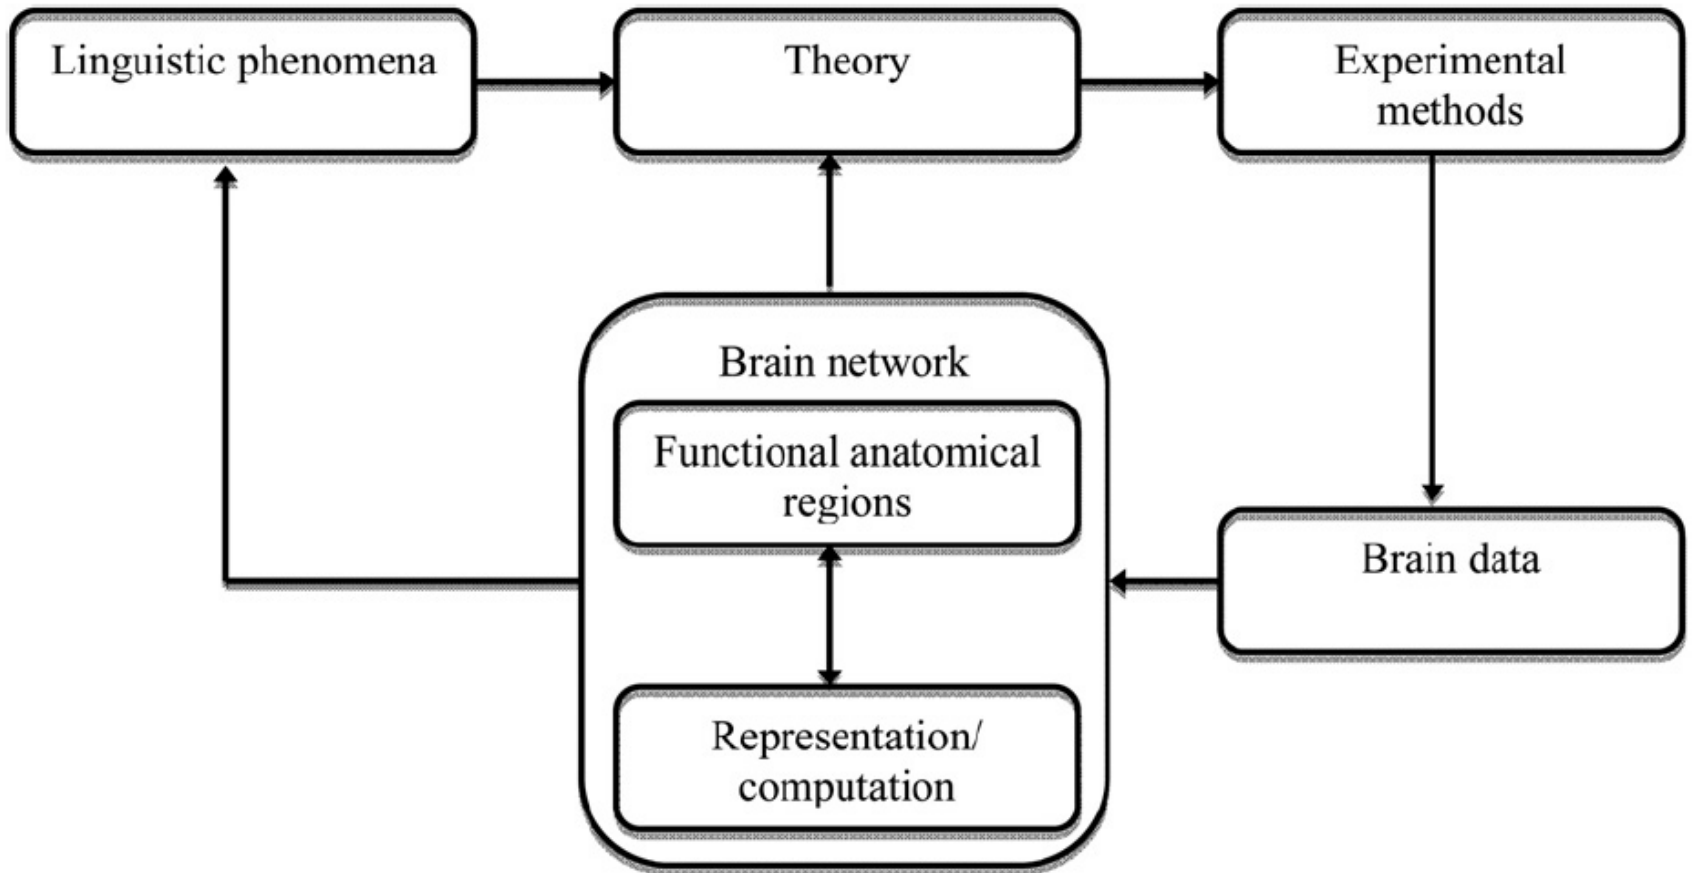 Linguistic phenomena
Theory
Experimental
methods
Brain network
Functional anatomical
regions
Brain data
Representation/
computation